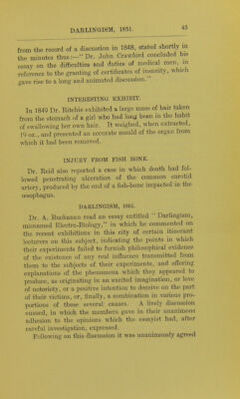 DARLINGISM, 1851. 45
from the record of a discussion in 1868, stated shortly in
the minutes thus:—"Dr. John Crawford concluded his
essay on the difficulties and duties of medical men, in
reference to the granting of certificates of insanity, which
gave rise to a long and animated discussion."
INTERESTING EXHIBIT.
In 1849 Dr. Ritchie exhibited a large mass of hair taken
from the stomach of a girl who had long been in the habit
of swallowing her own hair. It weighed, when extracted,
19 oz., and presented an accurate mould of the organ from
which it had been removed.
INJURY FROM FISH BONE.
Dr. Reid also reported a case in which death had fol-
lowed penetrating ulceration of the common carotid
artery, produced by the end of a fish-bone impacted in the
œsophagus.
DARLINGISM, 1851.
Dr. A. Buchanan read an essay entitled "Darlingism,
misnamed Electro-Biology," in which he commented on
the recent exhibitions in this city of certain itinerant
lecturers on this subject, indicating the points in which
their experiments failed to furnish philosophical evidence
of the existence of any real influence transmitted from
them to the subjects of their experiments, and offering
explanations of the phenomena which they appeared to
produce, as originating in an excited imagination, or love
of notoriety, or a positive intention to deceive on the part
of their victims, or, finally, a combination in various pro-
portions of these several causes. A lively discussion
ensued, in which the members gave in their unanimous
adhesion to the opinions which the essayist had, after
careful investigation, expressed.
Following on this discussion it was unanimously agreed